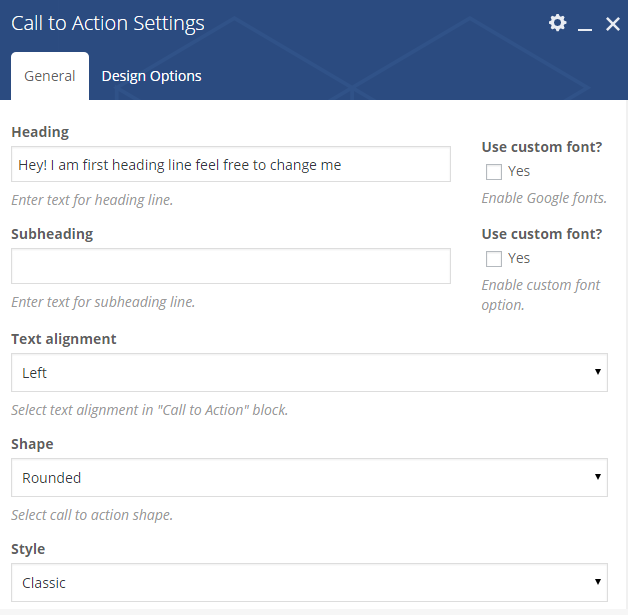 Call to Action Settings
General
Design Options
Heading
Use custom font?
Hey! I am first heading line feel free to change me
Yes
Enter text for heading line.
Enable Google fonts.
Subheading
Use custom font?
Yes
Enter text for subheading line.
Enable custom font
option.
Text alignment
Left
Select text alignment in "Call to Action" block.
Shape
Rounded
Select call to action shape.
Style
Classic